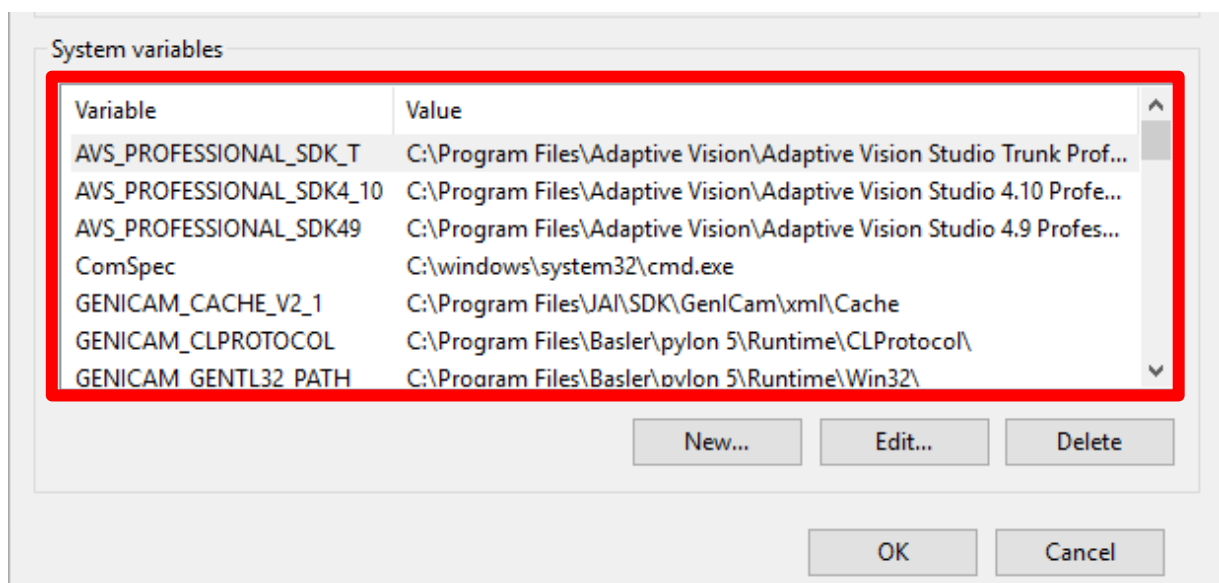 System variables
Variable Value
AVS_PROFESSIONAL_SDK_T C:\Program Files\Adaptive Vision\Adaptive Vision Studio Trunk Prof...
AVS_PROFESSIONAL_SDK4_10 C:\Program Files\Adaptive Vision\Adaptive Vision Studio 4.10 Profe...
AVS_PROFESSIONAL_SDK49 C:\Program Files\Adaptive Vision\Adaptive Vision Studio 4.9 Profes...
ComSpec C:\windows\system32\cmd.exe
GENICAM_CACHE_V2_1 C:\Program Files\JAI\SDK\GenICam\xml\Cache
GENICAM_CLPROTOCOL C:\Program Files\Basler\pylon 5\Runtime\CLProtocol\
GENICAM_GENTL32_PATH C:\Program Files\Basler\pylon 5\Runtime\Win32\
New... Edit... Delete
OK Cancel